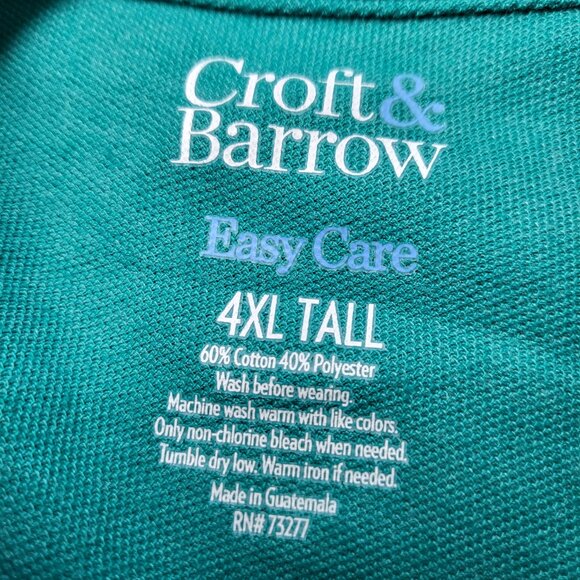 Croft &
Barrow
Easy Care
4XL TALL
60% Cotton 40% Polyester
Wash before wearing.
Machine wash warm with like colors.
Only non-chlorine bleach when needed.
Tumble dry low. Warm iron if needed.
Made in Guatemala
RN# 73277